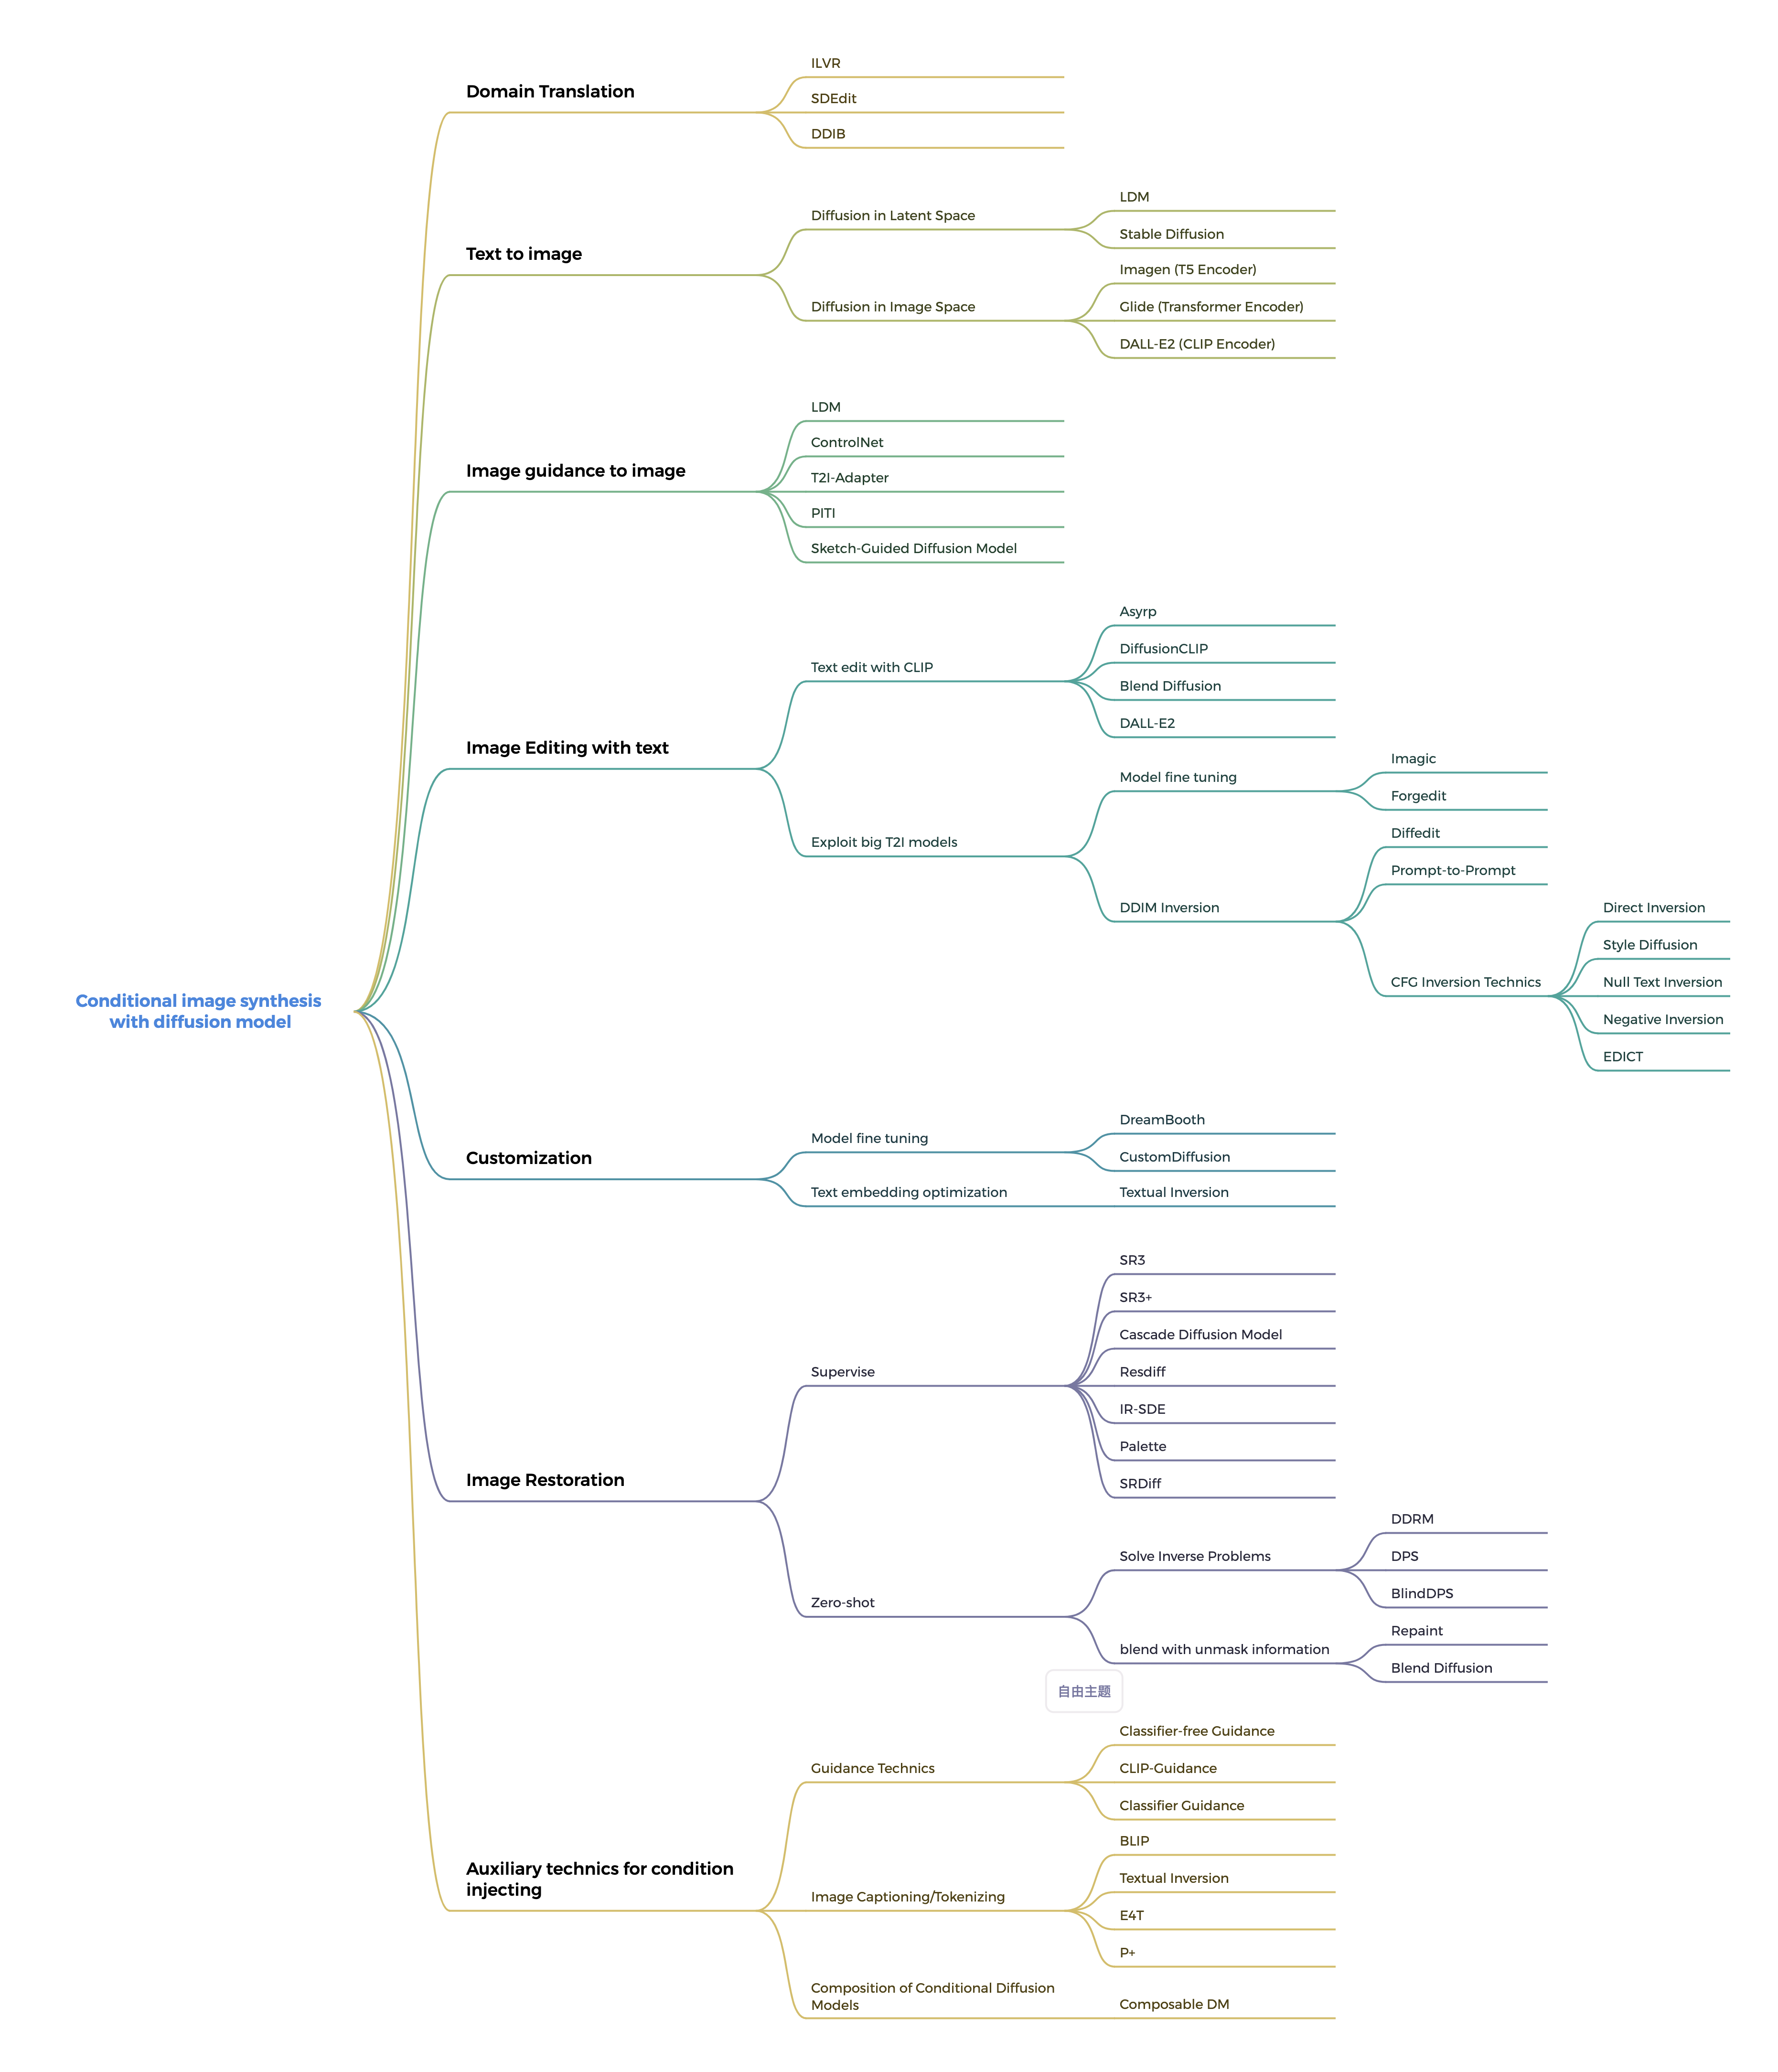 ILVR
Domain Translation
SDEdit
DDIB
LDM
Diffusion in Latent Space
Stable Diffusion
Text to image
Imagen (T5 Encoder)
Diffusion in Image Space
Glide (Transformer Encoder)
DALL-E2 (CLIP Encoder)
LDM
ControlNet
Image guidance to image
T2I-Adapter
PITI
Sketch-Guided Diffusion Model
Asyrp
DiffusionCLIP
Text edit with CLIP
Blend Diffusion
DALL-E2
Image Editing with text
Imagic
Model fine tuning
Forgedit
Exploit big T2I models
Diffedit
Prompt-to-Prompt
DDIM Inversion
Direct Inversion
Style Diffusion
CFG Inversion Technics
Null Text Inversion
Negative Inversion
EDICT
Conditional image synthesis
with diffusion model
DreamBooth
Model fine tuning
CustomDiffusion
Customization
Text embedding optimization
Textual Inversion
SR3
SR3+
Cascade Diffusion Model
Supervise
Resdiff
IR-SDE
Palette
SRDiff
Image Restoration
DDRM
Solve Inverse Problems
DPS
BlindDPS
Zero-shot
Repaint
blend with unmask information
Blend Diffusion
自由主题
Classifier-free Guidance
Guidance Technics
CLIP-Guidance
Classifier Guidance
BLIP
Auxiliary technics for condition
injecting
Textual Inversion
Image Captioning/Tokenizing
E4T
P+
Composition of Conditional Diffusion
Models
Composable DM